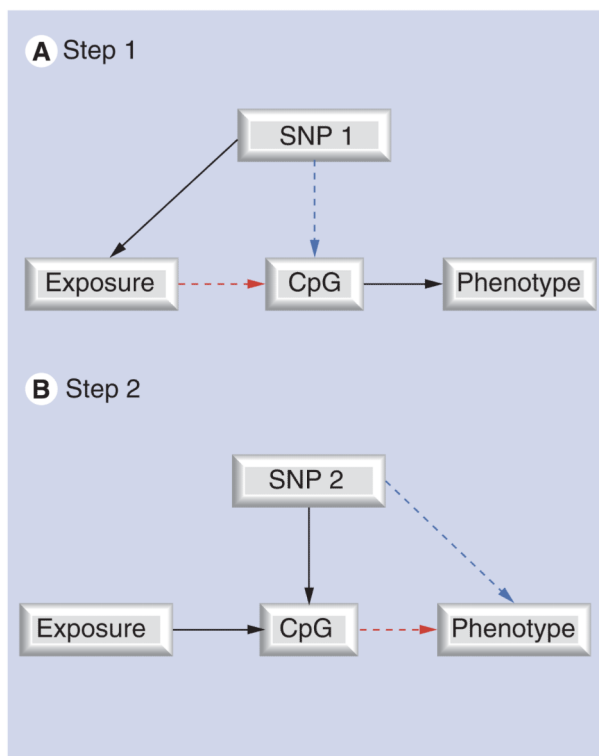 A Step 1
SNP 1
Exposure CpG Phenotype
B Step 2
SNP 2
Exposure CpG Phenotype